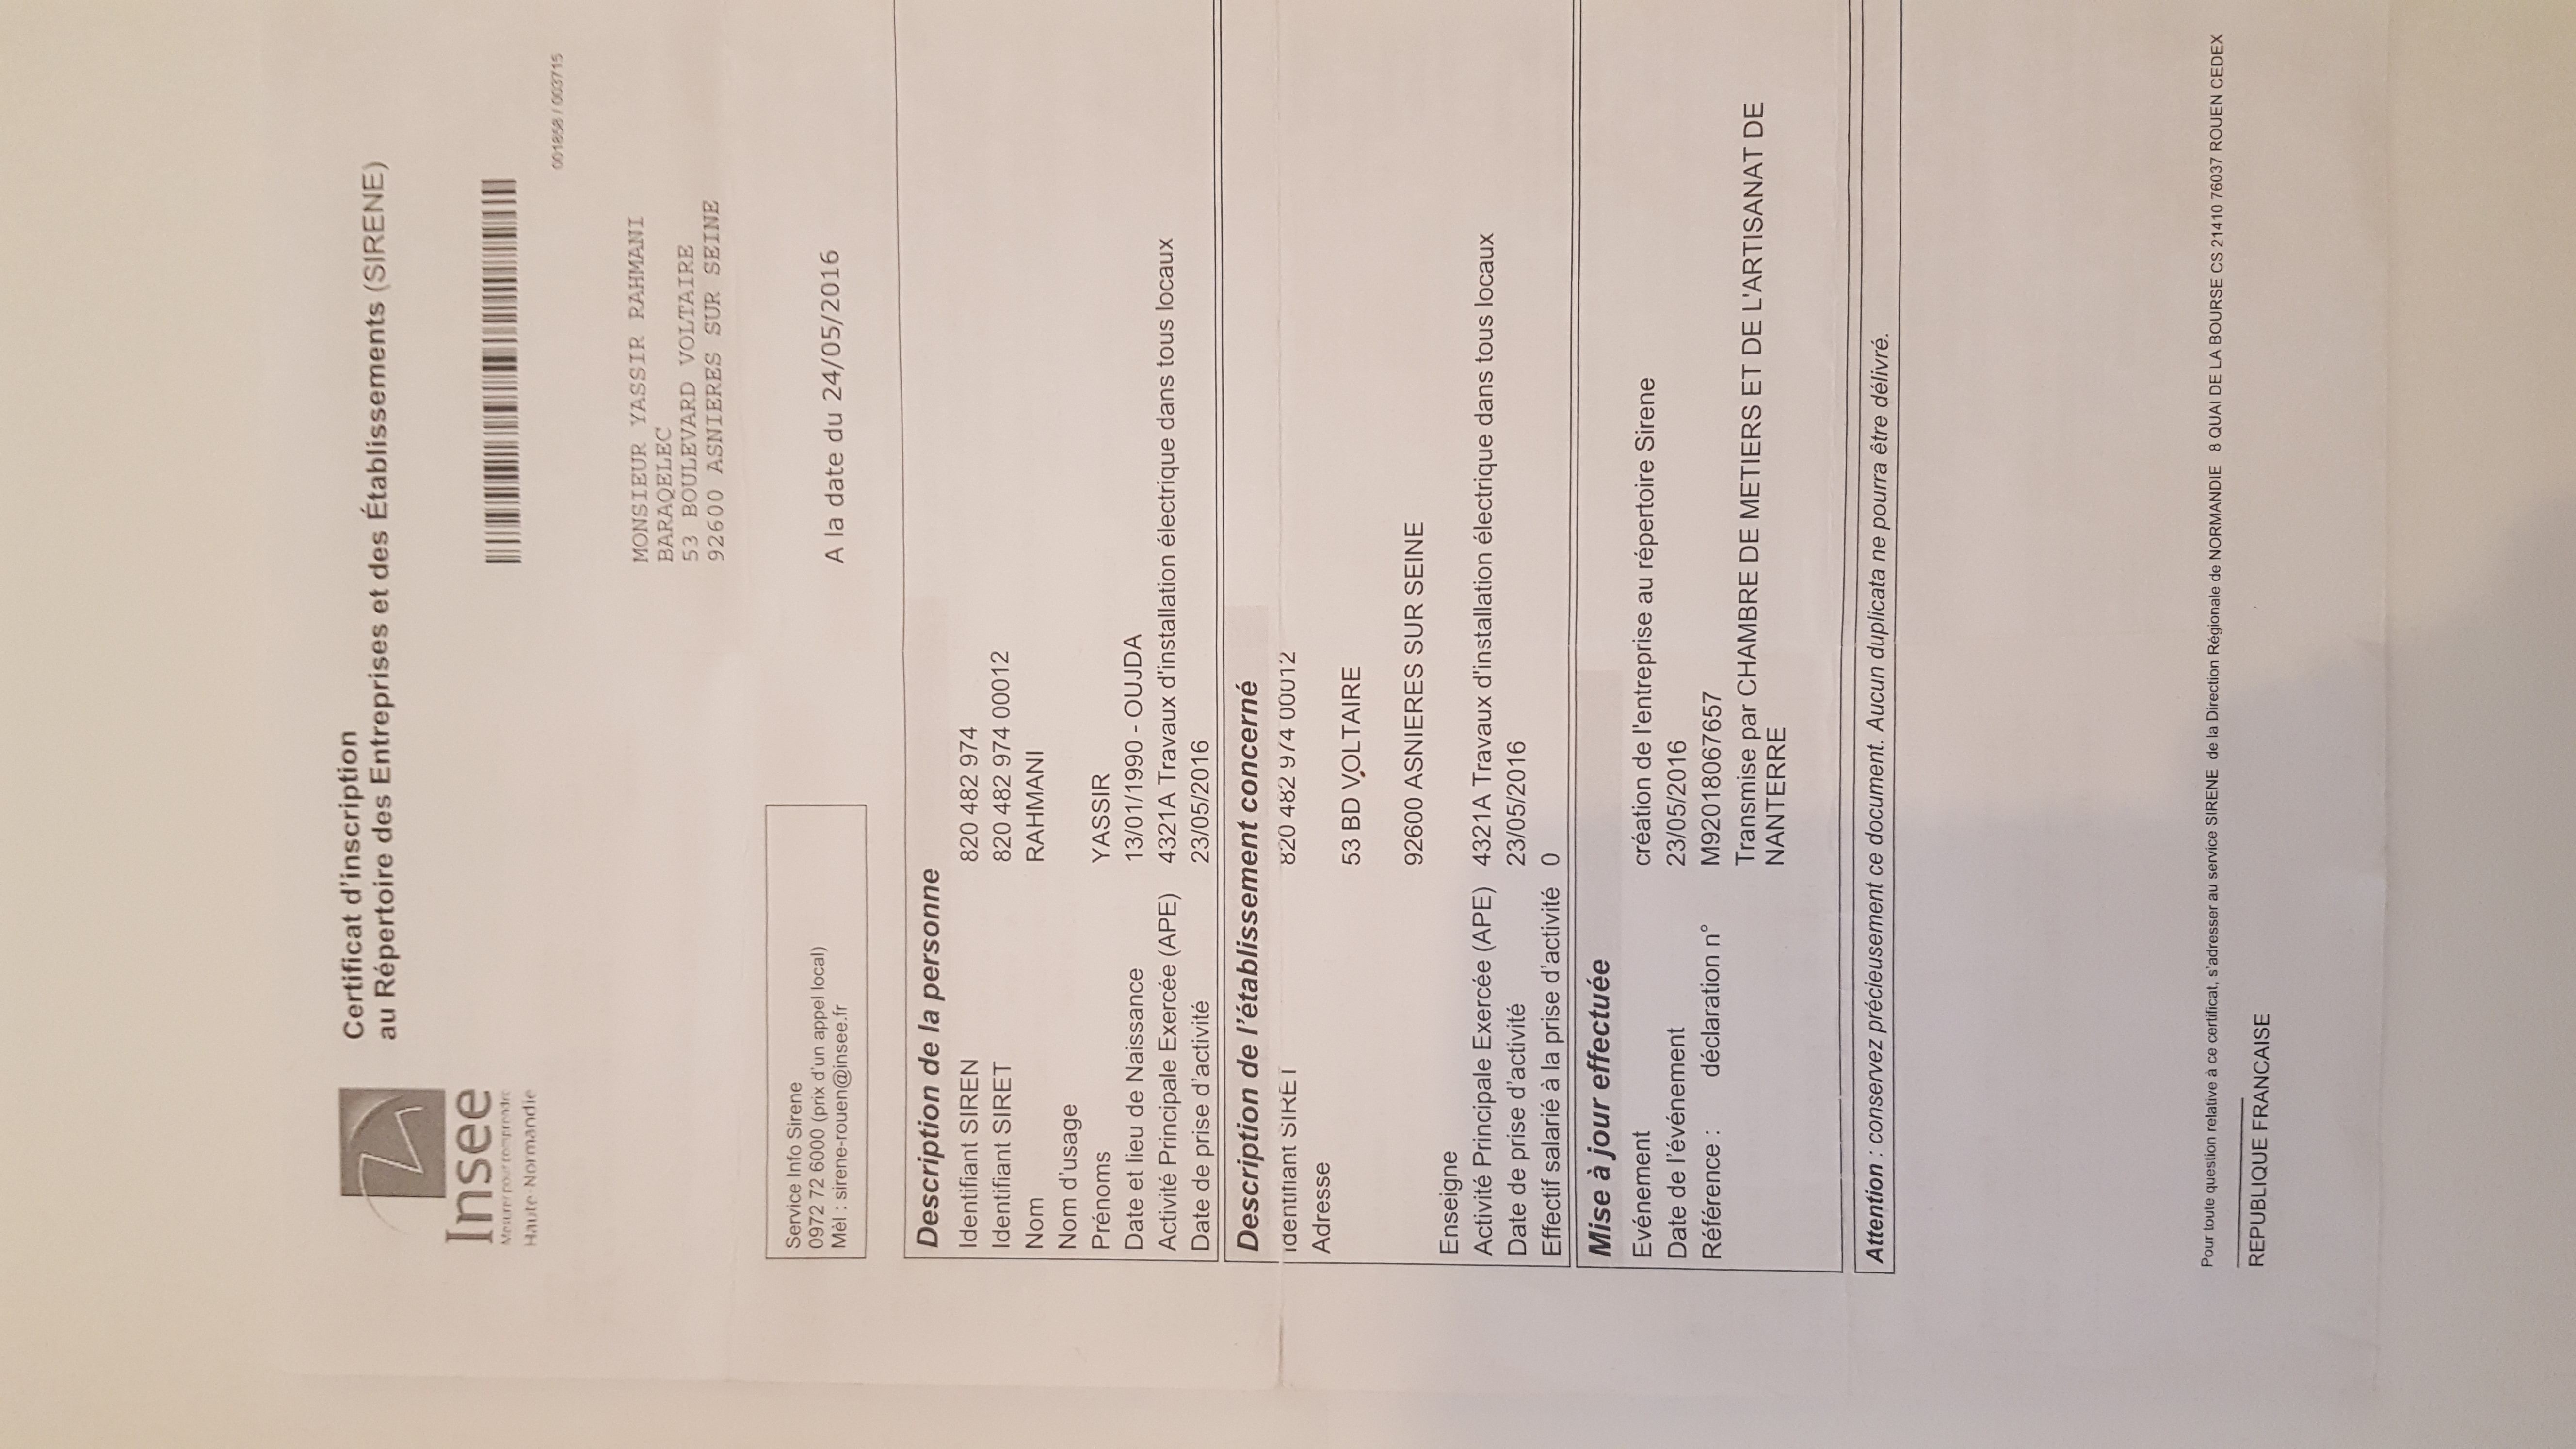 Certificat d'inscription
au Répertoire des Entreprises et des Établissements (SIRENE)
Insee
Mesurer pour comprendre
Haute-Normandie
001858 / 003715
MONSIEUR YASSIR RAHMANI
BARAQELEC
53 BOULEVARD VOLTAIRE
92600 ASNIERES SUR SEINE
Service Info Sirene
0972 72 6000 (prix d'un appel local)
Mèl : sirene-rouen@insee.fr
A la date du 24/05/2016
Description de la personne
Identifiant SIREN 820 482 974
Identifiant SIRET 820 482 974 00012
Nom RAHMANI
Nom d'usage
Prénoms YASSIR
Date et lieu de Naissance 13/01/1990 - OUJDA
Activité Principale Exercée (APE) 4321A Travaux d'installation électrique dans tous locaux
Date de prise d'activité 23/05/2016
Description de l'établissement concerné
Identifiant SIRET 820 482 974 00012
Adresse
53 BD VOLTAIRE
92600 ASNIERES SUR SEINE
Enseigne
Activité Principale Exercée (APE) 4321A Travaux d'installation électrique dans tous locaux
Date de prise d'activité 23/05/2016
Effectif salarié à la prise d'activité 0
Mise à jour effectuée
Evénement création de l'entreprise au répertoire Sirene
Date de l'événement 23/05/2016
Référence : déclaration n° M92018067657
Transmise par CHAMBRE DE METIERS ET DE L'ARTISANAT DE
NANTERRE
Attention : conservez précieusement ce document. Aucun duplicata ne pourra être délivré.
Pour toute question relative à ce certificat, s'adresser au service SIRENE de la Direction Régionale de NORMANDIE 8 QUAI DE LA BOURSE CS 21410 76037 ROUEN CEDEX
REPUBLIQUE FRANCAISE